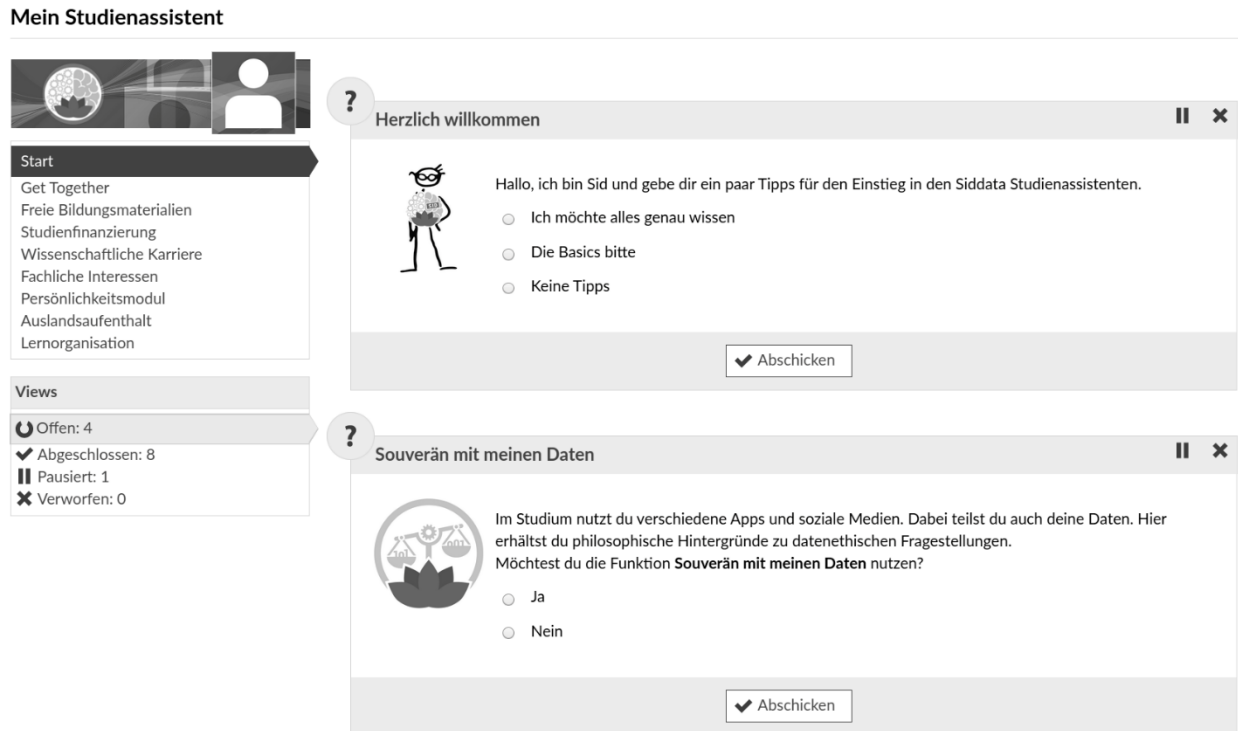 Mein Studienassistent
Start
Get Together
Freie Bildungsmaterialien
Studienfinanzierung
Wissenschaftliche Karriere
Fachliche Interessen
Persönlichkeitsmodul
Auslandsaufenthalt
Lernorganisation
Views
Offen: 4
Abgeschlossen: 8
Pausiert: 1
Verworfen: 0
?
Herzlich willkommen
Hallo, ich bin Sid und gebe dir ein paar Tipps für den Einstieg in den Siddata Studienassistenten.
Ich möchte alles genau wissen
Die Basics bitte
Keine Tipps
Abschicken
?
Souverän mit meinen Daten
Im Studium nutzt du verschiedene Apps und soziale Medien. Dabei teilst du auch deine Daten. Hier
erhältst du philosophische Hintergründe zu datenethischen Fragestellungen.
Möchtest du die Funktion Souverän mit meinen Daten nutzen?
Ja
Nein
Abschicken